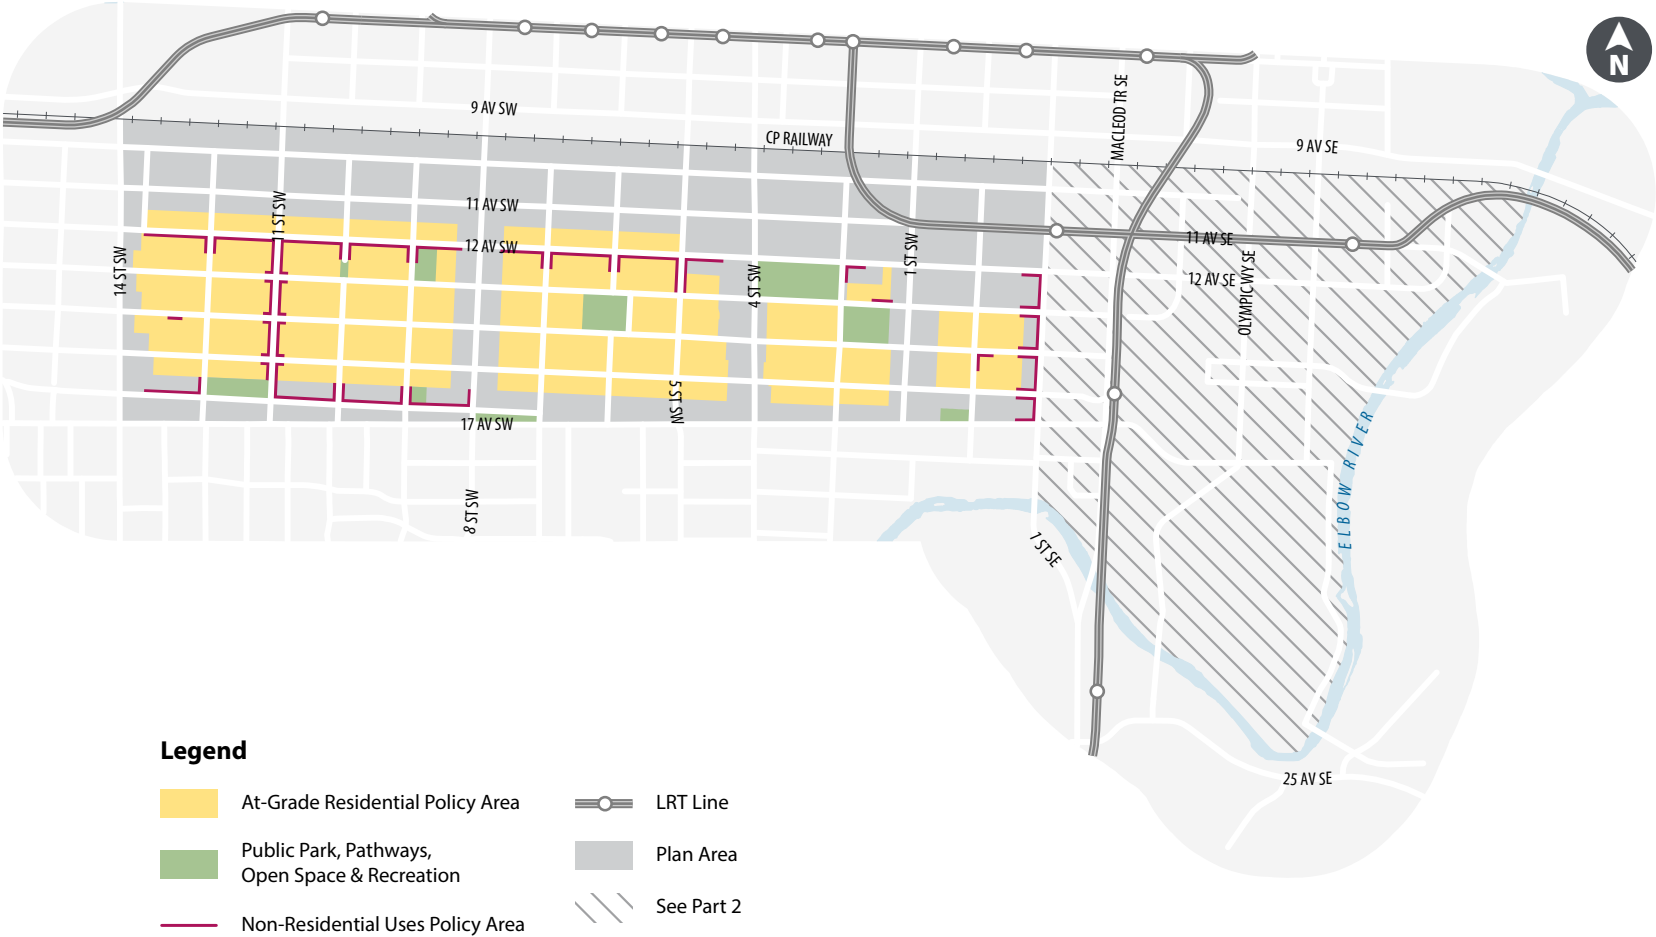 N
9 AV SW
CP RAILWAY
MACLEOD TR SE
9 AV SE
11 ST SW
11 AV SW
12 AV SW
14 ST SW
4 ST SW
1 ST SW
11 AV SE
12 AV SE
OLYMPIC WY SE
5 ST SW
17 AV SW
8 ST SW
1 ST SE
ELBOW RIVER
25 AV SE
Legend
At-Grade Residential Policy Area
Public Park, Pathways,
Open Space & Recreation
Non-Residential Uses Policy Area
LRT Line
Plan Area
See Part 2